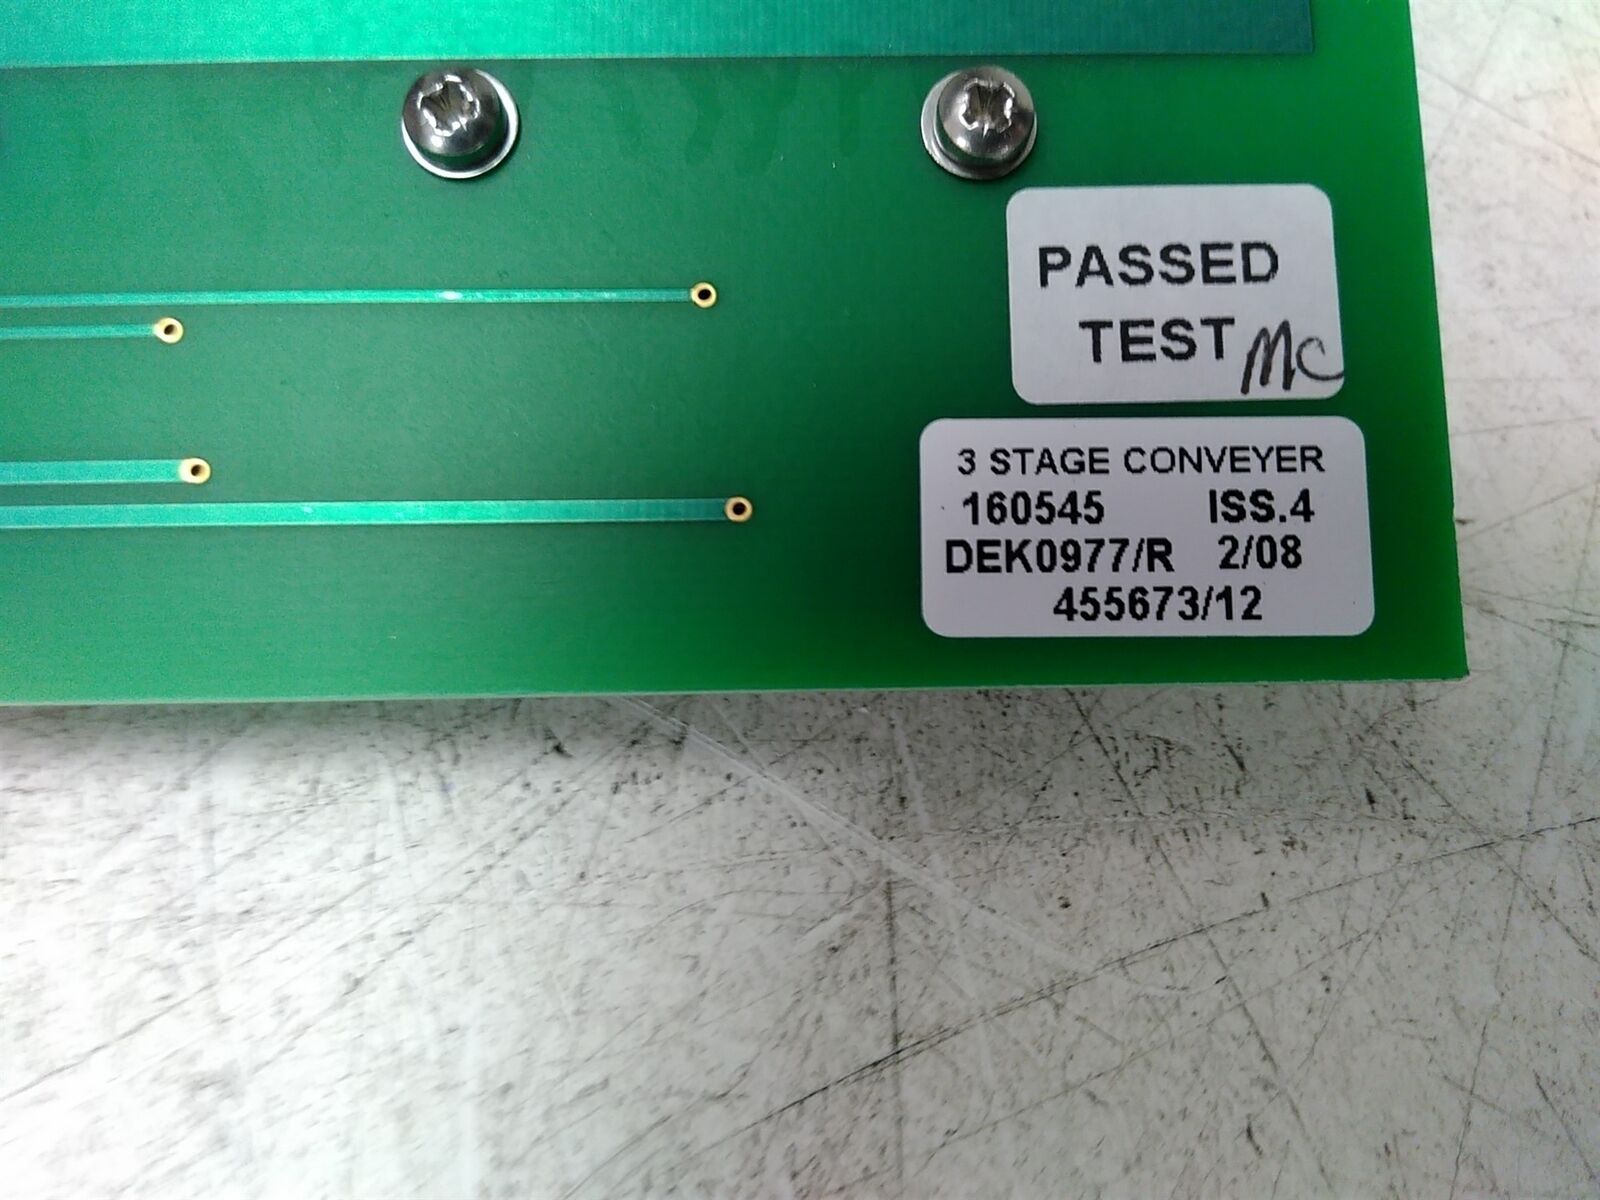 PASSED
TEST MC
3 STAGE CONVEYER
160545 ISS.4
DEK0977/R 2/08
455673/12